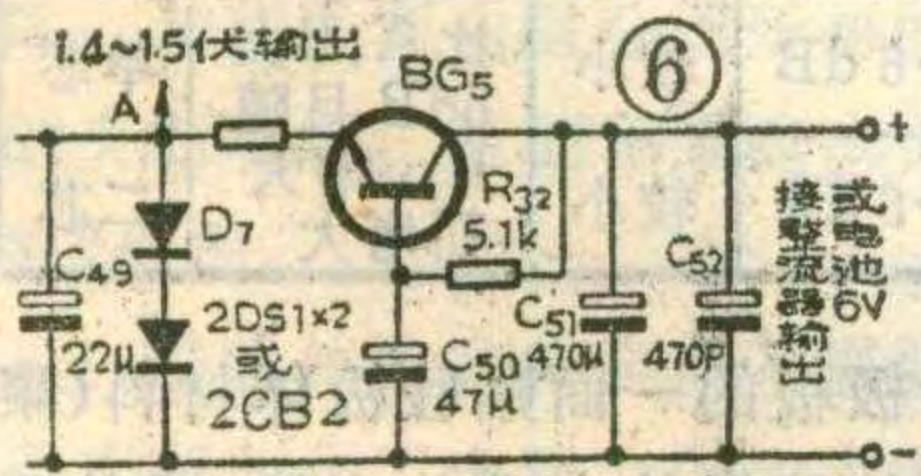 1.4~1.5伏输出
A
BG₅
⑥
+
D₇
R₃₂
5.1k
C₄₉
22μ
2DS1×2
或
2CB2
C₅₀
47μ
C₅₁
470μ
C₅₂
470P
接整流器输出
或电池6V
-